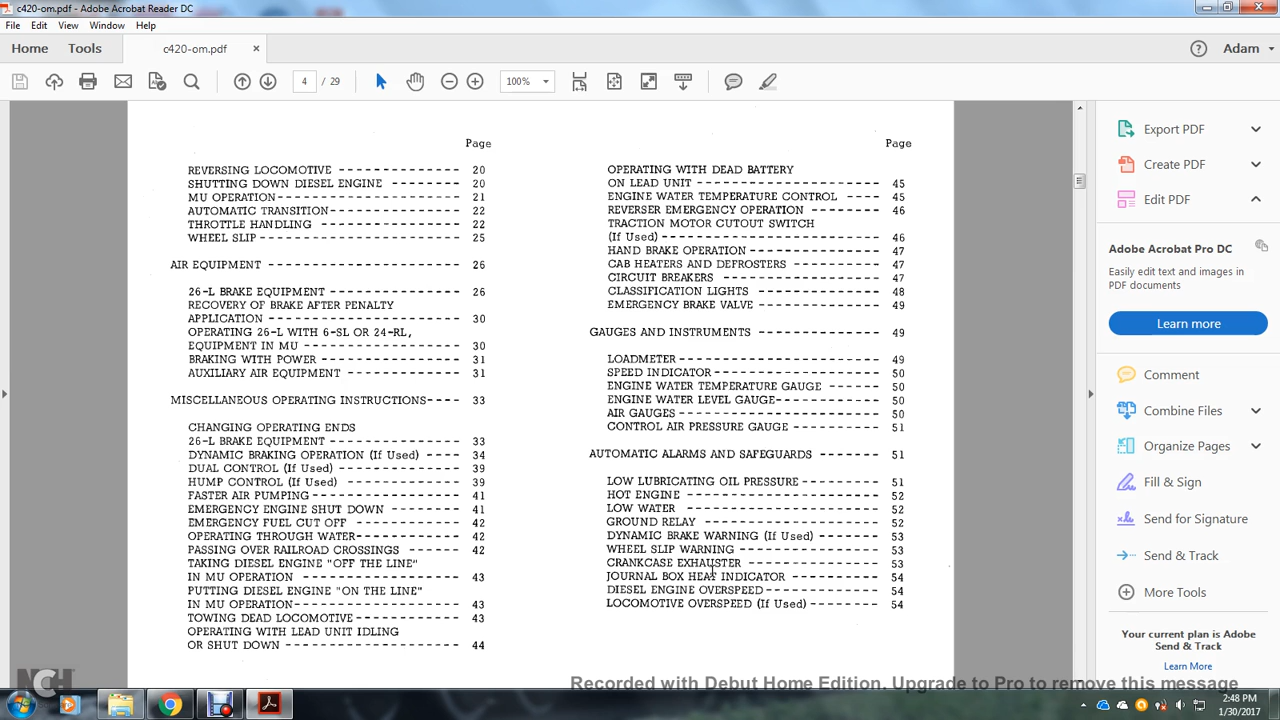 c420-om.pdf - Adobe Acrobat Reader DC
File Edit View Window Help
Home Tools c420-om.pdf × Adam
4 / 29 100%
Page
REVERSING LOCOMOTIVE ------------------ 20
SHUTTING DOWN DIESEL ENGINE ---------- 20
MU OPERATION--------------------------- 21
AUTOMATIC TRANSITION------------------- 22
THROTTLE HANDLING --------------------- 22
WHEEL SLIP------------------------------ 25
AIR EQUIPMENT ---------------------------- 26
26-L BRAKE EQUIPMENT ------------------- 26
RECOVERY OF BRAKE AFTER PENALTY
APPLICATION ---------------------------- 30
OPERATING 26-L WITH 6-SL OR 24-RL,
EQUIPMENT IN MU ----------------------- 30
BRAKING WITH POWER -------------------- 31
AUXILIARY AIR EQUIPMENT ----------------- 31
MISCELLANEOUS OPERATING INSTRUCTIONS---- 33
CHANGING OPERATING ENDS
26-L BRAKE EQUIPMENT ------------------- 33
DYNAMIC BRAKING OPERATION (If Used) ---- 34
DUAL CONTROL (If Used) ------------------ 39
HUMP CONTROL (If Used) ----------------- 39
FASTER AIR PUMPING --------------------- 41
EMERGENCY ENGINE SHUT DOWN ---------- 41
EMERGENCY FUEL CUT OFF --------------- 42
OPERATING THROUGH WATER-------------- 42
PASSING OVER RAILROAD CROSSINGS ------- 42
TAKING DIESEL ENGINE "OFF THE LINE"
IN MU OPERATION ----------------------- 43
PUTTING DIESEL ENGINE "ON THE LINE"
IN MU OPERATION----------------------- 43
TOWING DEAD LOCOMOTIVE-------------- 43
OPERATING WITH LEAD UNIT IDLING
OR SHUT DOWN ------------------------ 44
Page
OPERATING WITH DEAD BATTERY
ON LEAD UNIT -------------------------- 45
ENGINE WATER TEMPERATURE CONTROL ---- 45
REVERSER EMERGENCY OPERATION --------- 46
TRACTION MOTOR CUTOUT SWITCH
(If Used) ------------------------------- 46
HAND BRAKE OPERATION ----------------- 47
CAB HEATERS AND DEFROSTERS ----------- 47
CIRCUIT BREAKERS ---------------------- 47
CLASSIFICATION LIGHTS ----------------- 48
EMERGENCY BRAKE VALVE --------------- 49
GAUGES AND INSTRUMENTS --------------- 49
LOADMETER---------------------------- 49
SPEED INDICATOR ----------------------- 50
ENGINE WATER TEMPERATURE GAUGE ------ 50
ENGINE WATER LEVEL GAUGE------------- 50
AIR GAUGES ---------------------------- 50
CONTROL AIR PRESSURE GAUGE ---------- 51
AUTOMATIC ALARMS AND SAFEGUARDS ------- 51
LOW LUBRICATING OIL PRESSURE --------- 51
HOT ENGINE --------------------------- 52
LOW WATER --------------------------- 52
GROUND RELAY ------------------------ 52
DYNAMIC BRAKE WARNING (If Used) ------- 53
WHEEL SLIP WARNING ------------------- 53
CRANKCASE EXHAUSTER ----------------- 53
JOURNAL BOX HEAT INDICATOR ----------- 54
DIESEL ENGINE OVERSPEED-------------- 54
LOCOMOTIVE OVERSPEED (If Used) -------- 54
Export PDF
Create PDF
Edit PDF
Adobe Acrobat Pro DC
Easily edit text and images in
PDF documents
Learn more
Comment
Combine Files
Organize Pages
Fill & Sign
Send for Signature
Send & Track
More Tools
Your current plan is Adobe
Send & Track
Learn More
NCH
Recorded with Debut Home Edition. Upgrade to Pro to remove this message
2:48 PM
1/30/2017